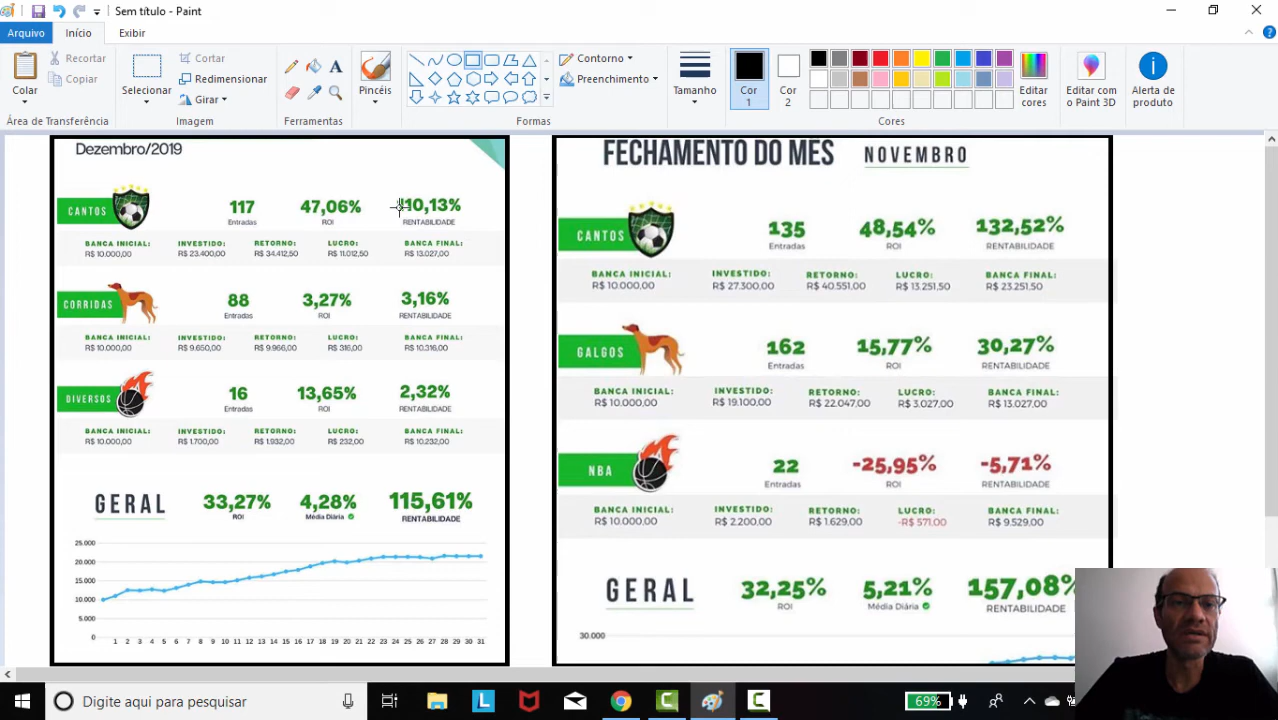 Sem título - Paint
Arquivo
Início
Exibir
Colar
Recortar
Copiar
Área de Transferência
Selecionar
Cortar
Redimensionar
Girar
Imagem
A
Ferramentas
Pincéis
Contorno
Preenchimento
Formas
Tamanho
Cor
1
Cor
2
Cores
Editar
cores
Editar com
o Paint 3D
Alerta de
produto
Dezembro/2019
CANTOS
117
47,06%
110,13%
Entradas
ROI
RENTABILIDADE
BANCA INICIAL: INVESTIDO: RETORNO: LUCRO: BANCA FINAL:
R$ 10.000,00 R$ 23.400,00 R$ 34.412,50 R$ 11.012,50 R$ 13.027,00
CORRIDAS
88
3,27%
3,16%
Entradas
ROI
RENTABILIDADE
BANCA INICIAL: INVESTIDO: RETORNO: LUCRO: BANCA FINAL:
R$ 10.000,00 R$ 9.650,00 R$ 9.966,00 R$ 316,00 R$ 10.316,00
DIVERSOS
16
13,65%
2,32%
Entradas
ROI
RENTABILIDADE
BANCA INICIAL: INVESTIDO: RETORNO: LUCRO: BANCA FINAL:
R$ 10.000,00 R$ 1.700,00 R$ 1.932,00 R$ 232,00 R$ 10.232,00
GERAL
33,27%
4,28%
115,61%
ROI
Média Diária
RENTABILIDADE
25.000
20.000
15.000
10.000
5.000
0
1 2 3 4 5 6 7 8 9 10 11 12 13 14 15 16 17 18 19 20 21 22 23 24 25 26 27 28 29 30 31
FECHAMENTO DO MÊS NOVEMBRO
CANTOS
135
48,54%
132,52%
Entradas
ROI
RENTABILIDADE
BANCA INICIAL: INVESTIDO: RETORNO: LUCRO: BANCA FINAL:
R$ 10.000,00 R$ 27.300,00 R$ 40.551,00 R$ 13.251,50 R$ 23.251,50
GALGOS
162
15,77%
30,27%
Entradas
ROI
RENTABILIDADE
BANCA INICIAL: INVESTIDO: RETORNO: LUCRO: BANCA FINAL:
R$ 10.000,00 R$ 19.100,00 R$ 22.047,00 R$ 3.027,00 R$ 13.027,00
NBA
22
-25,95%
-5,71%
Entradas
ROI
RENTABILIDADE
BANCA INICIAL: INVESTIDO: RETORNO: LUCRO: BANCA FINAL:
R$ 10.000,00 R$ 2.200,00 R$ 1.629,00 -R$ 571,00 R$ 9.529,00
GERAL
32,25%
5,21%
157,08%
ROI
Média Diária
RENTABILIDADE
30.000
Digite aqui para pesquisar
L
C
C
69%